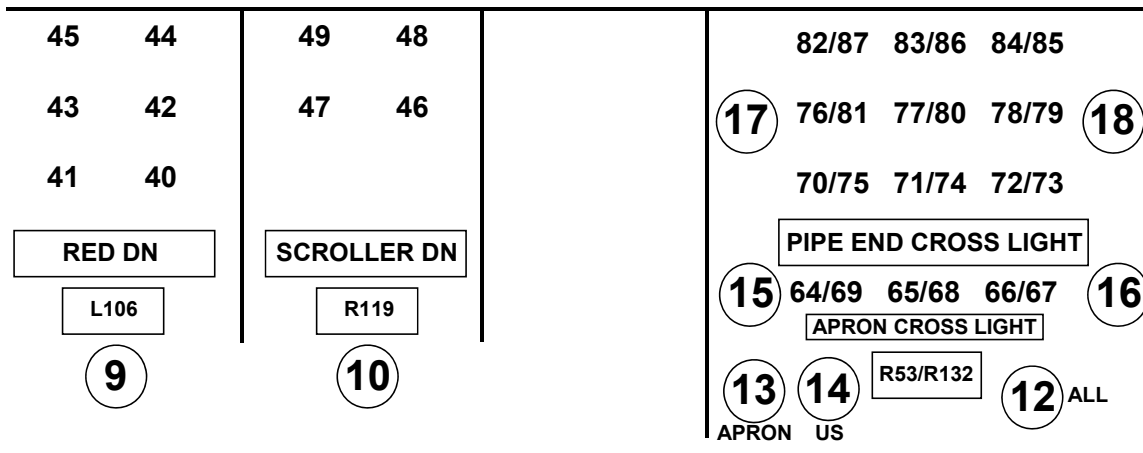 45 44
43 42
41 40
RED DN
L106
9
49 48
47 46
SCROLLER DN
R119
10
82/87 83/86 84/85
17 76/81 77/80 78/79 18
70/75 71/74 72/73
PIPE END CROSS LIGHT
15 64/69 65/68 66/67 16
APRON CROSS LIGHT
13 14 R53/R132 12 ALL
APRON US